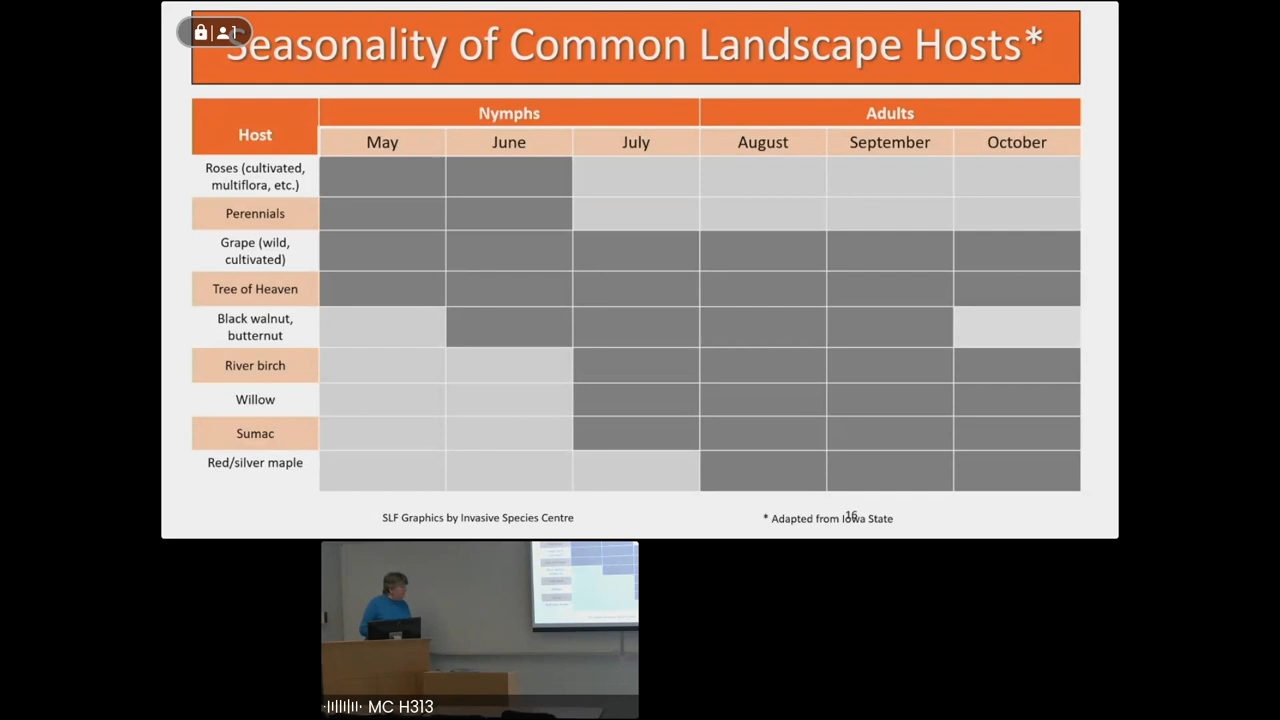 1
Seasonality of Common Landscape Hosts*
Host
Nymphs
Adults
May
June
July
August
September
October
Roses (cultivated,
multiflora, etc.)
Perennials
Grape (wild,
cultivated)
Tree of Heaven
Black walnut,
butternut
River birch
Willow
Sumac
Red/silver maple
SLF Graphics by Invasive Species Centre
* Adapted from Iowa State
16
MC H313